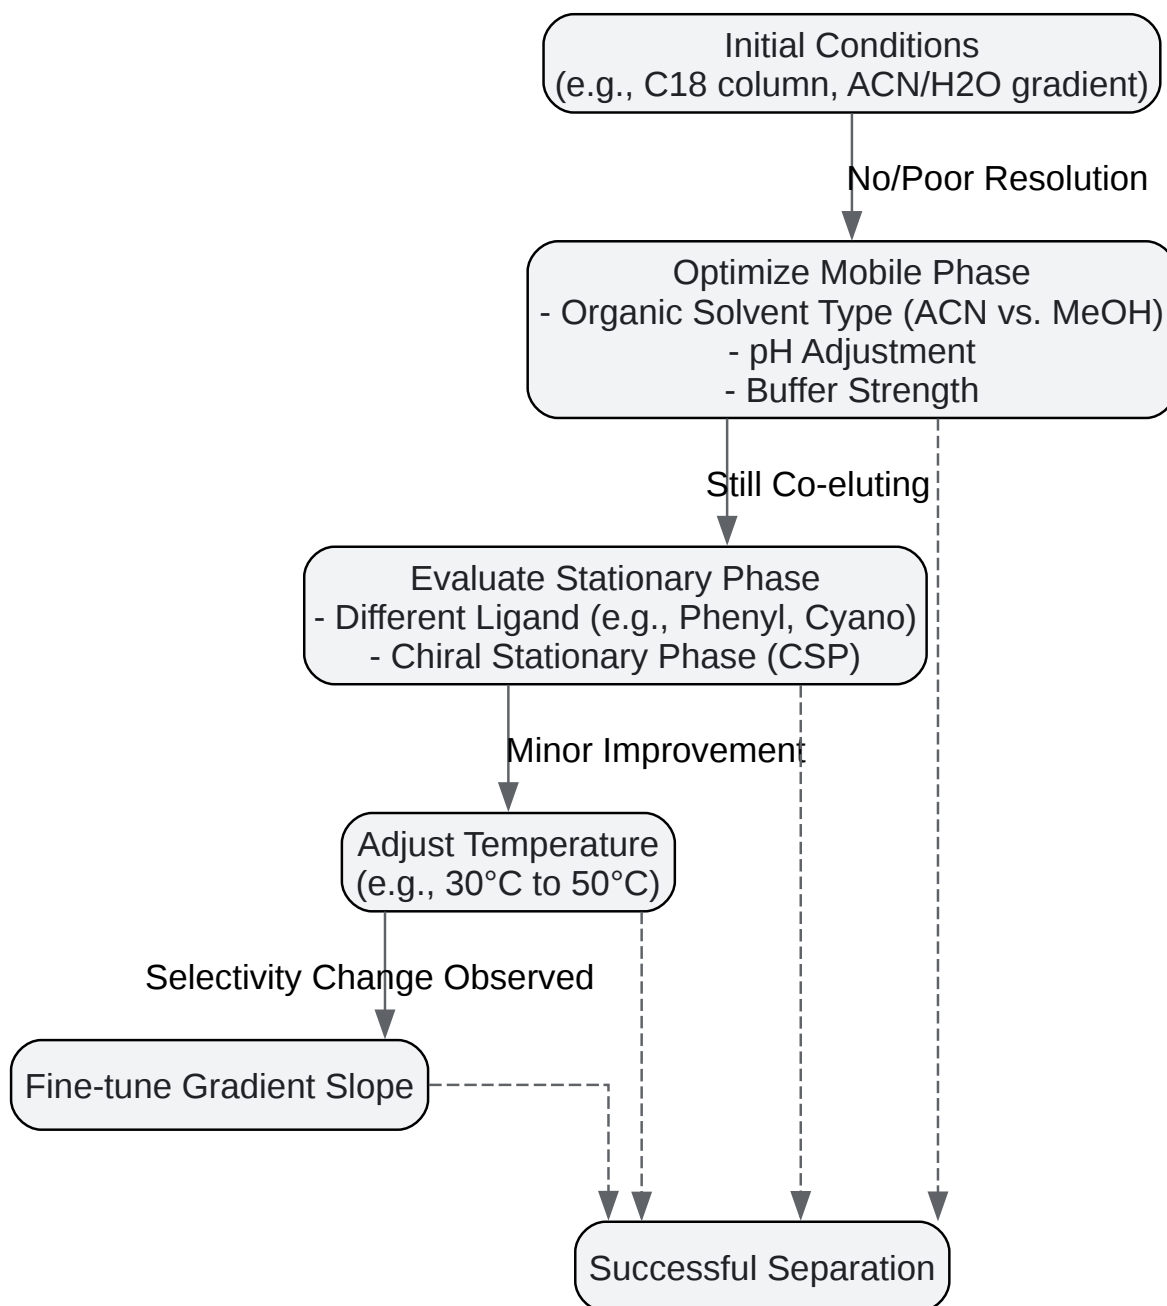 Initial Conditions
(e.g., C18 column, ACN/H2O gradient)
No/Poor Resolution
Optimize Mobile Phase
- Organic Solvent Type (ACN vs. MeOH)
- pH Adjustment
- Buffer Strength
Still Co-eluting
Evaluate Stationary Phase
- Different Ligand (e.g., Phenyl, Cyano)
- Chiral Stationary Phase (CSP)
Minor Improvement
Adjust Temperature
(e.g., 30°C to 50°C)
Selectivity Change Observed
Fine-tune Gradient Slope
Successful Separation